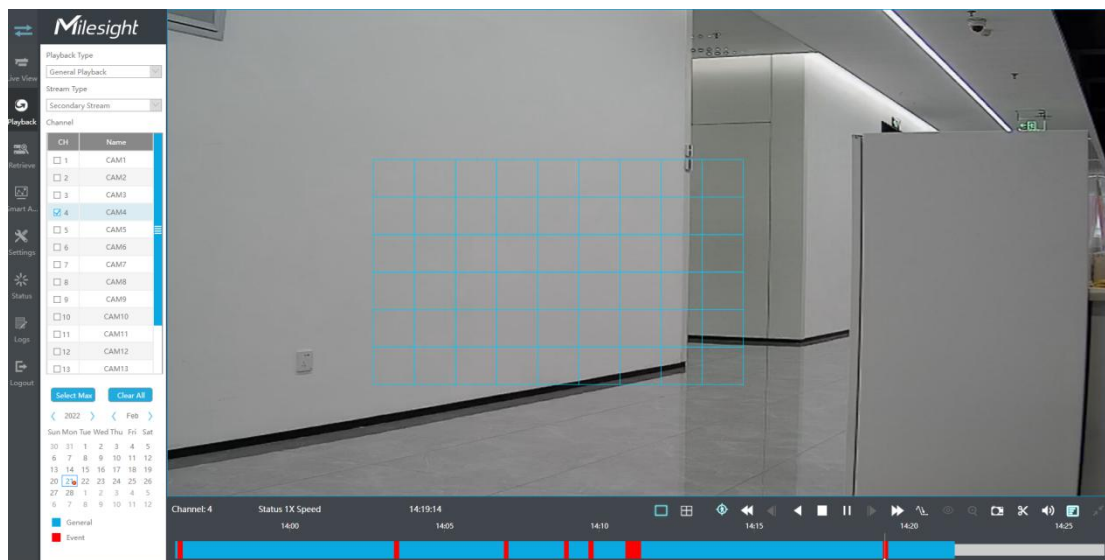 Milesight
Live View
Playback
Retrieve
Smart A...
Settings
Status
Logs
Logout
Playback Type
General Playback
Stream Type
Secondary Stream
Channel
CH Name
1 CAM1
2 CAM2
3 CAM3
4 CAM4
5 CAM5
6 CAM6
7 CAM7
8 CAM8
9 CAM9
10 CAM10
11 CAM11
12 CAM12
13 CAM13
Select Max Clear All
2022 Feb
Sun Mon Tue Wed Thu Fri Sat
30 31 1 2 3 4 5
6 7 8 9 10 11 12
13 14 15 16 17 18 19
20 21 22 23 24 25 26
27 28 1 2 3 4 5
6 7 8 9 10 11 12
General
Event
Channel: 4 Status 1X Speed 14:19:14
14:00 14:05 14:10 14:15 14:20 14:25